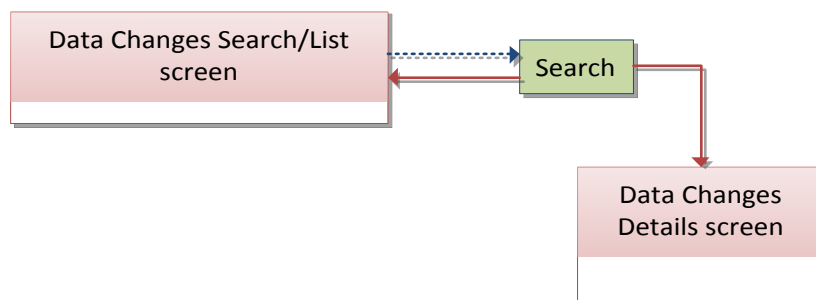 Data Changes Search/List
screen
Search
Data Changes
Details screen